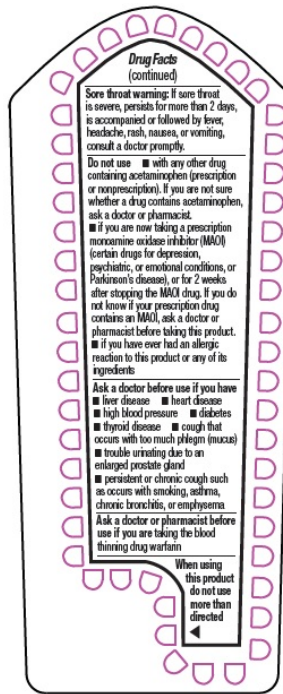 Drug Facts
(continued)
Sore throat warning: If sore throat
is severe, persists for more than 2 days,
is accompanied or followed by fever,
headache, rash, nausea, or vomiting,
consult a doctor promptly.
Do not use ■ with any other drug
containing acetaminophen (prescription
or nonprescription). If you are not sure
whether a drug contains acetaminophen,
ask a doctor or pharmacist.
■ if you are now taking a prescription
monoamine oxidase inhibitor (MAOI)
(certain drugs for depression,
psychiatric, or emotional conditions, or
Parkinson's disease), or for 2 weeks
after stopping the MAOI drug. If you do
not know if your prescription drug
contains an MAOI, ask a doctor or
pharmacist before taking this product.
■ if you have ever had an allergic
reaction to this product or any of its
ingredients
Ask a doctor before use if you have
■ liver disease ■ heart disease
■ high blood pressure ■ diabetes
■ thyroid disease ■ cough that
occurs with too much phlegm (mucus)
■ trouble urinating due to an
enlarged prostate gland
■ persistent or chronic cough such
as occurs with smoking, asthma,
chronic bronchitis, or emphysema
Ask a doctor or pharmacist before
use if you are taking the blood
thinning drug warfarin
When using
this product
do not use
more than
directed